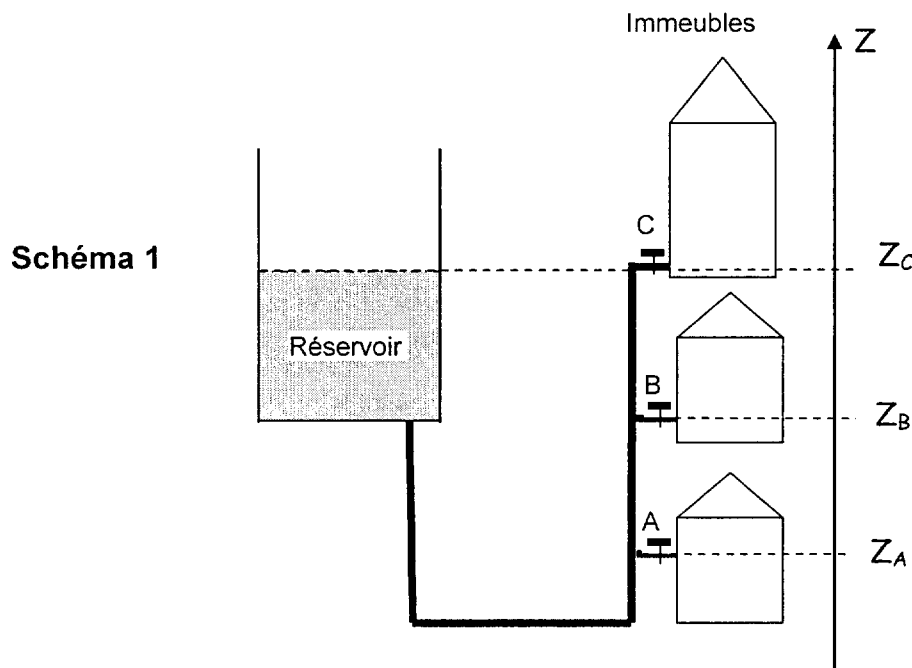 Immeubles
Z
Schéma 1
C
Z_C
Réservoir
B
Z_B
A
Z_A